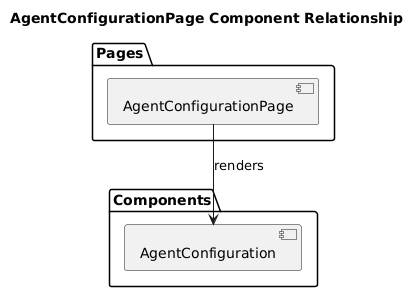 AgentConfigurationPage Component Relationship
Pages
AgentConfigurationPage
renders
Components
AgentConfiguration